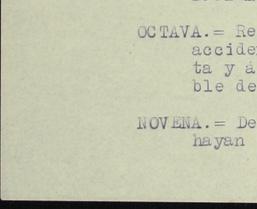 OCTAVA.= Re
accide
ta y á
ble de
NOVENA.= De
hayan